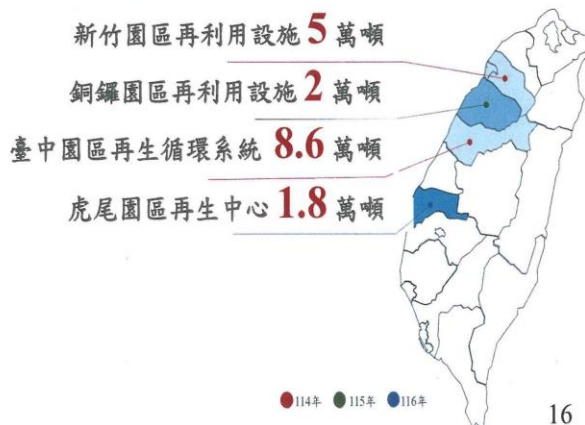 新竹園區再利用設施 5 萬噸
銅鑼園區再利用設施 2 萬噸
臺中園區再生循環系統 8.6 萬噸
虎尾園區再生中心 1.8 萬噸
114年 115年 116年
16